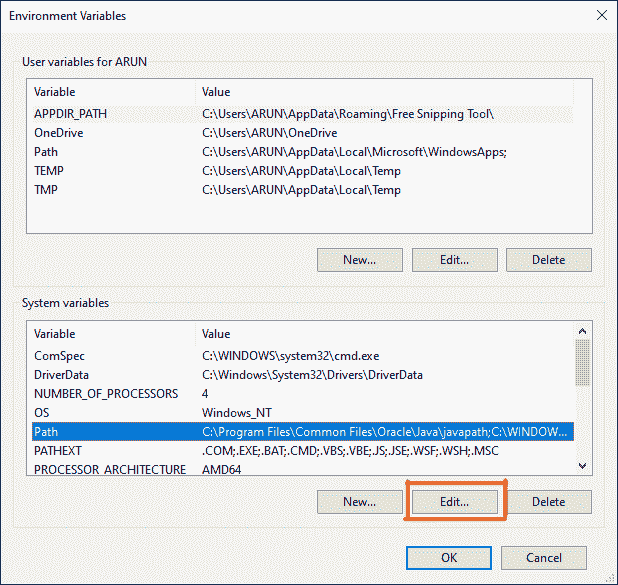 Environment Variables
User variables for ARUN
Variable Value
APPDIR_PATH C:\Users\ARUN\AppData\Roaming\Free Snipping Tool\
OneDrive C:\Users\ARUN\OneDrive
Path C:\Users\ARUN\AppData\Local\Microsoft\WindowsApps;
TEMP C:\Users\ARUN\AppData\Local\Temp
TMP C:\Users\ARUN\AppData\Local\Temp
New... Edit... Delete
System variables
Variable Value
ComSpec C:\WINDOWS\system32\cmd.exe
DriverData C:\Windows\System32\Drivers\DriverData
NUMBER_OF_PROCESSORS 4
OS Windows_NT
Path C:\Program Files\Common Files\Oracle\Java\javapath;C:\WINDOW...
PATHEXT .COM;.EXE;.BAT;.CMD;.VBS;.VBE;.JS;.JSE;.WSF;.WSH;.MSC
PROCESSOR_ARCHITECTURE AMD64
New... Edit... Delete
OK Cancel